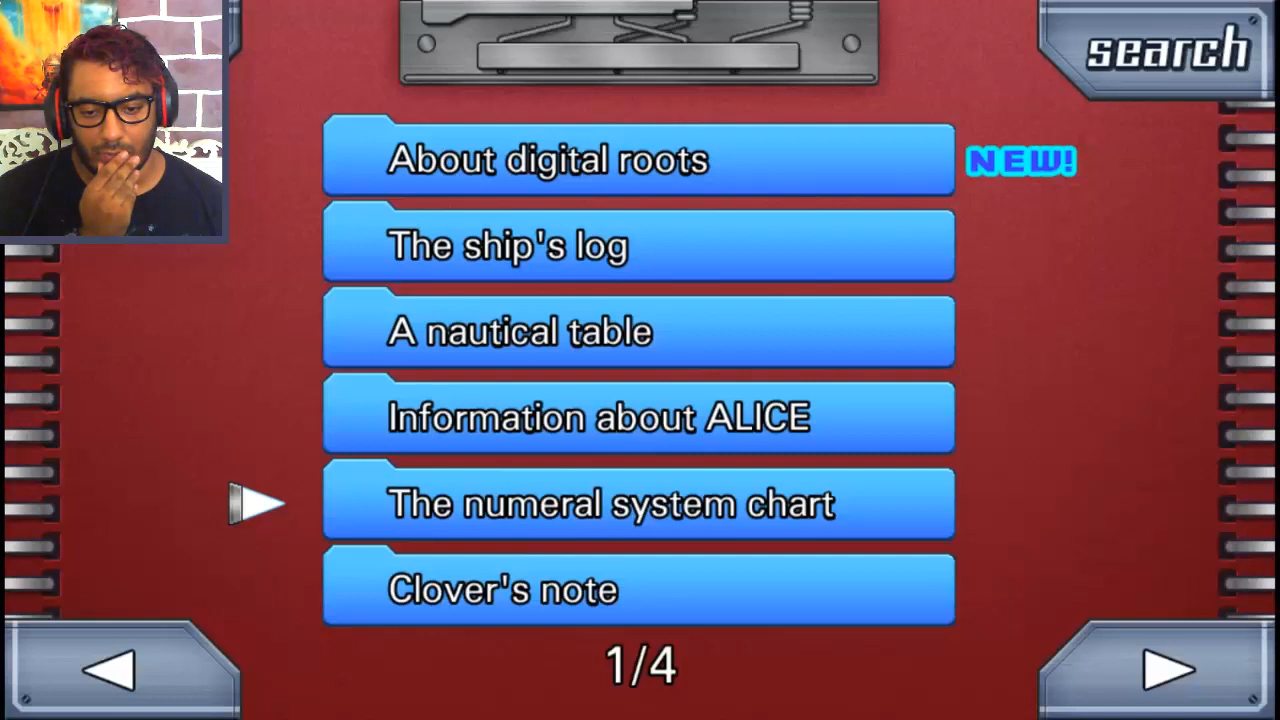 search
About digital roots
NEW!
The ship's log
A nautical table
Information about ALICE
The numeral system chart
Clover's note
1/4